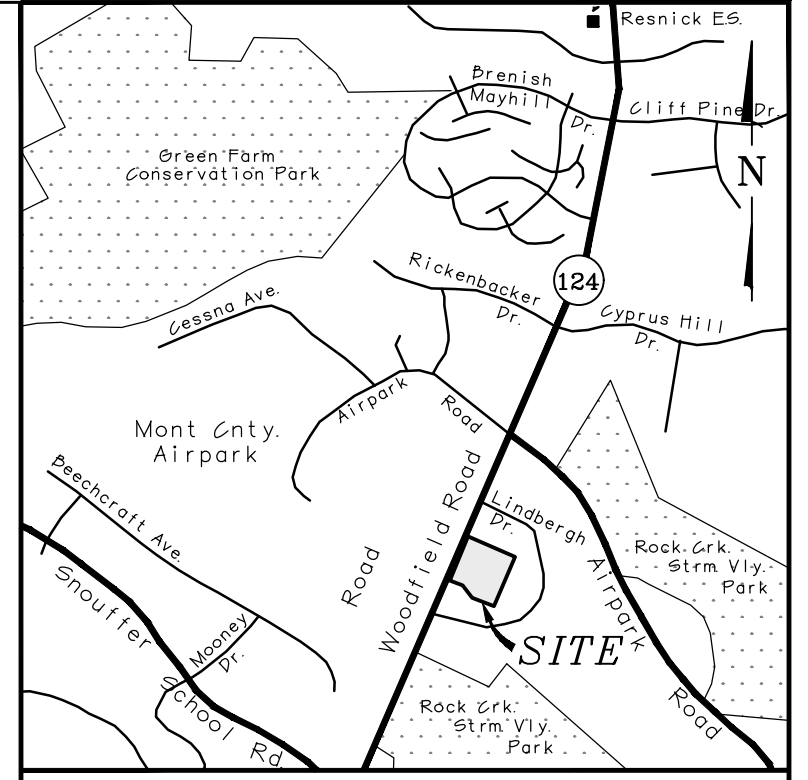 Resnick E.S.
Brenish
Mayhill
Dr.
Cliff Pine Dr.
Green Farm
Conservation Park
N
Rickenbacker
Dr.
124
Cyprus Hill
Dr.
Cessna Ave.
Airpark
Road
Mont Cnty.
Airpark
Beechcraft Ave.
Woodfield Road
Road
Lindbergh
Dr.
Airpark
Road
Rock Crk.
Strm Vly.
Park
Snouffer
School Rd.
Mooney
Dr.
SITE
Rock Crk.
Strm Vly.
Park